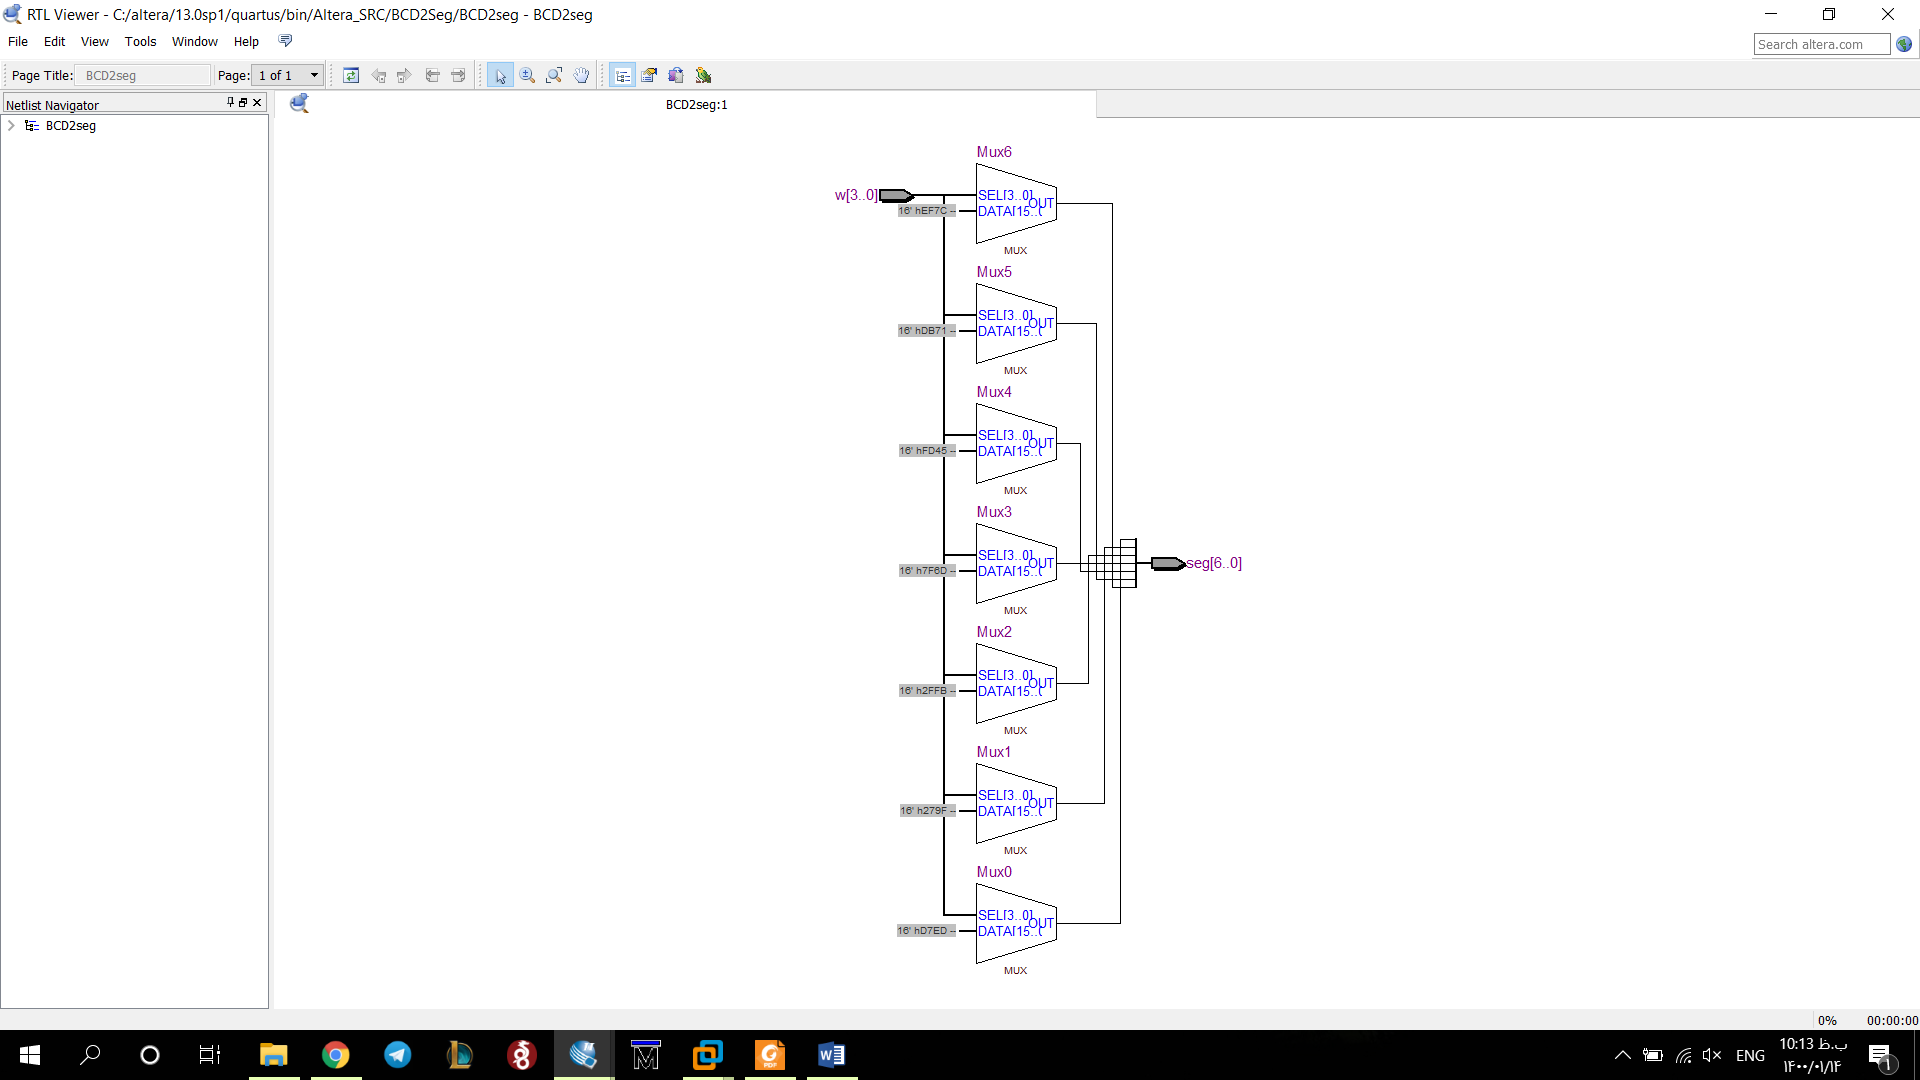 RTL Viewer - C:/altera/13.0sp1/quartus/bin/Altera_SRC/BCD2Seg/BCD2seg - BCD2seg
File Edit View Tools Window Help
Search altera.com
Page Title: BCD2seg Page: 1 of 1
Netlist Navigator
BCD2seg:1
BCD2seg
Mux6
w[3..0]
SEL[3..0]
OUT
16' hEF7C --
DATA[15..0
MUX
Mux5
SEL[3..0]
OUT
16' hDB71 --
DATA[15..0
MUX
Mux4
SEL[3..0]
OUT
16' hFD45 --
DATA[15..0
MUX
Mux3
SEL[3..0]
OUT
16' h7F6D --
DATA[15..0
MUX
seg[6..0]
Mux2
SEL[3..0]
OUT
16' h2FFB --
DATA[15..0
MUX
Mux1
SEL[3..0]
OUT
16' h279F --
DATA[15..0
MUX
Mux0
SEL[3..0]
OUT
16' hD7ED --
DATA[15..0
MUX
0% 00:00:00
ENG
10:13 ب.ظ
۱۴۰۰/۰۱/۱۴
۱